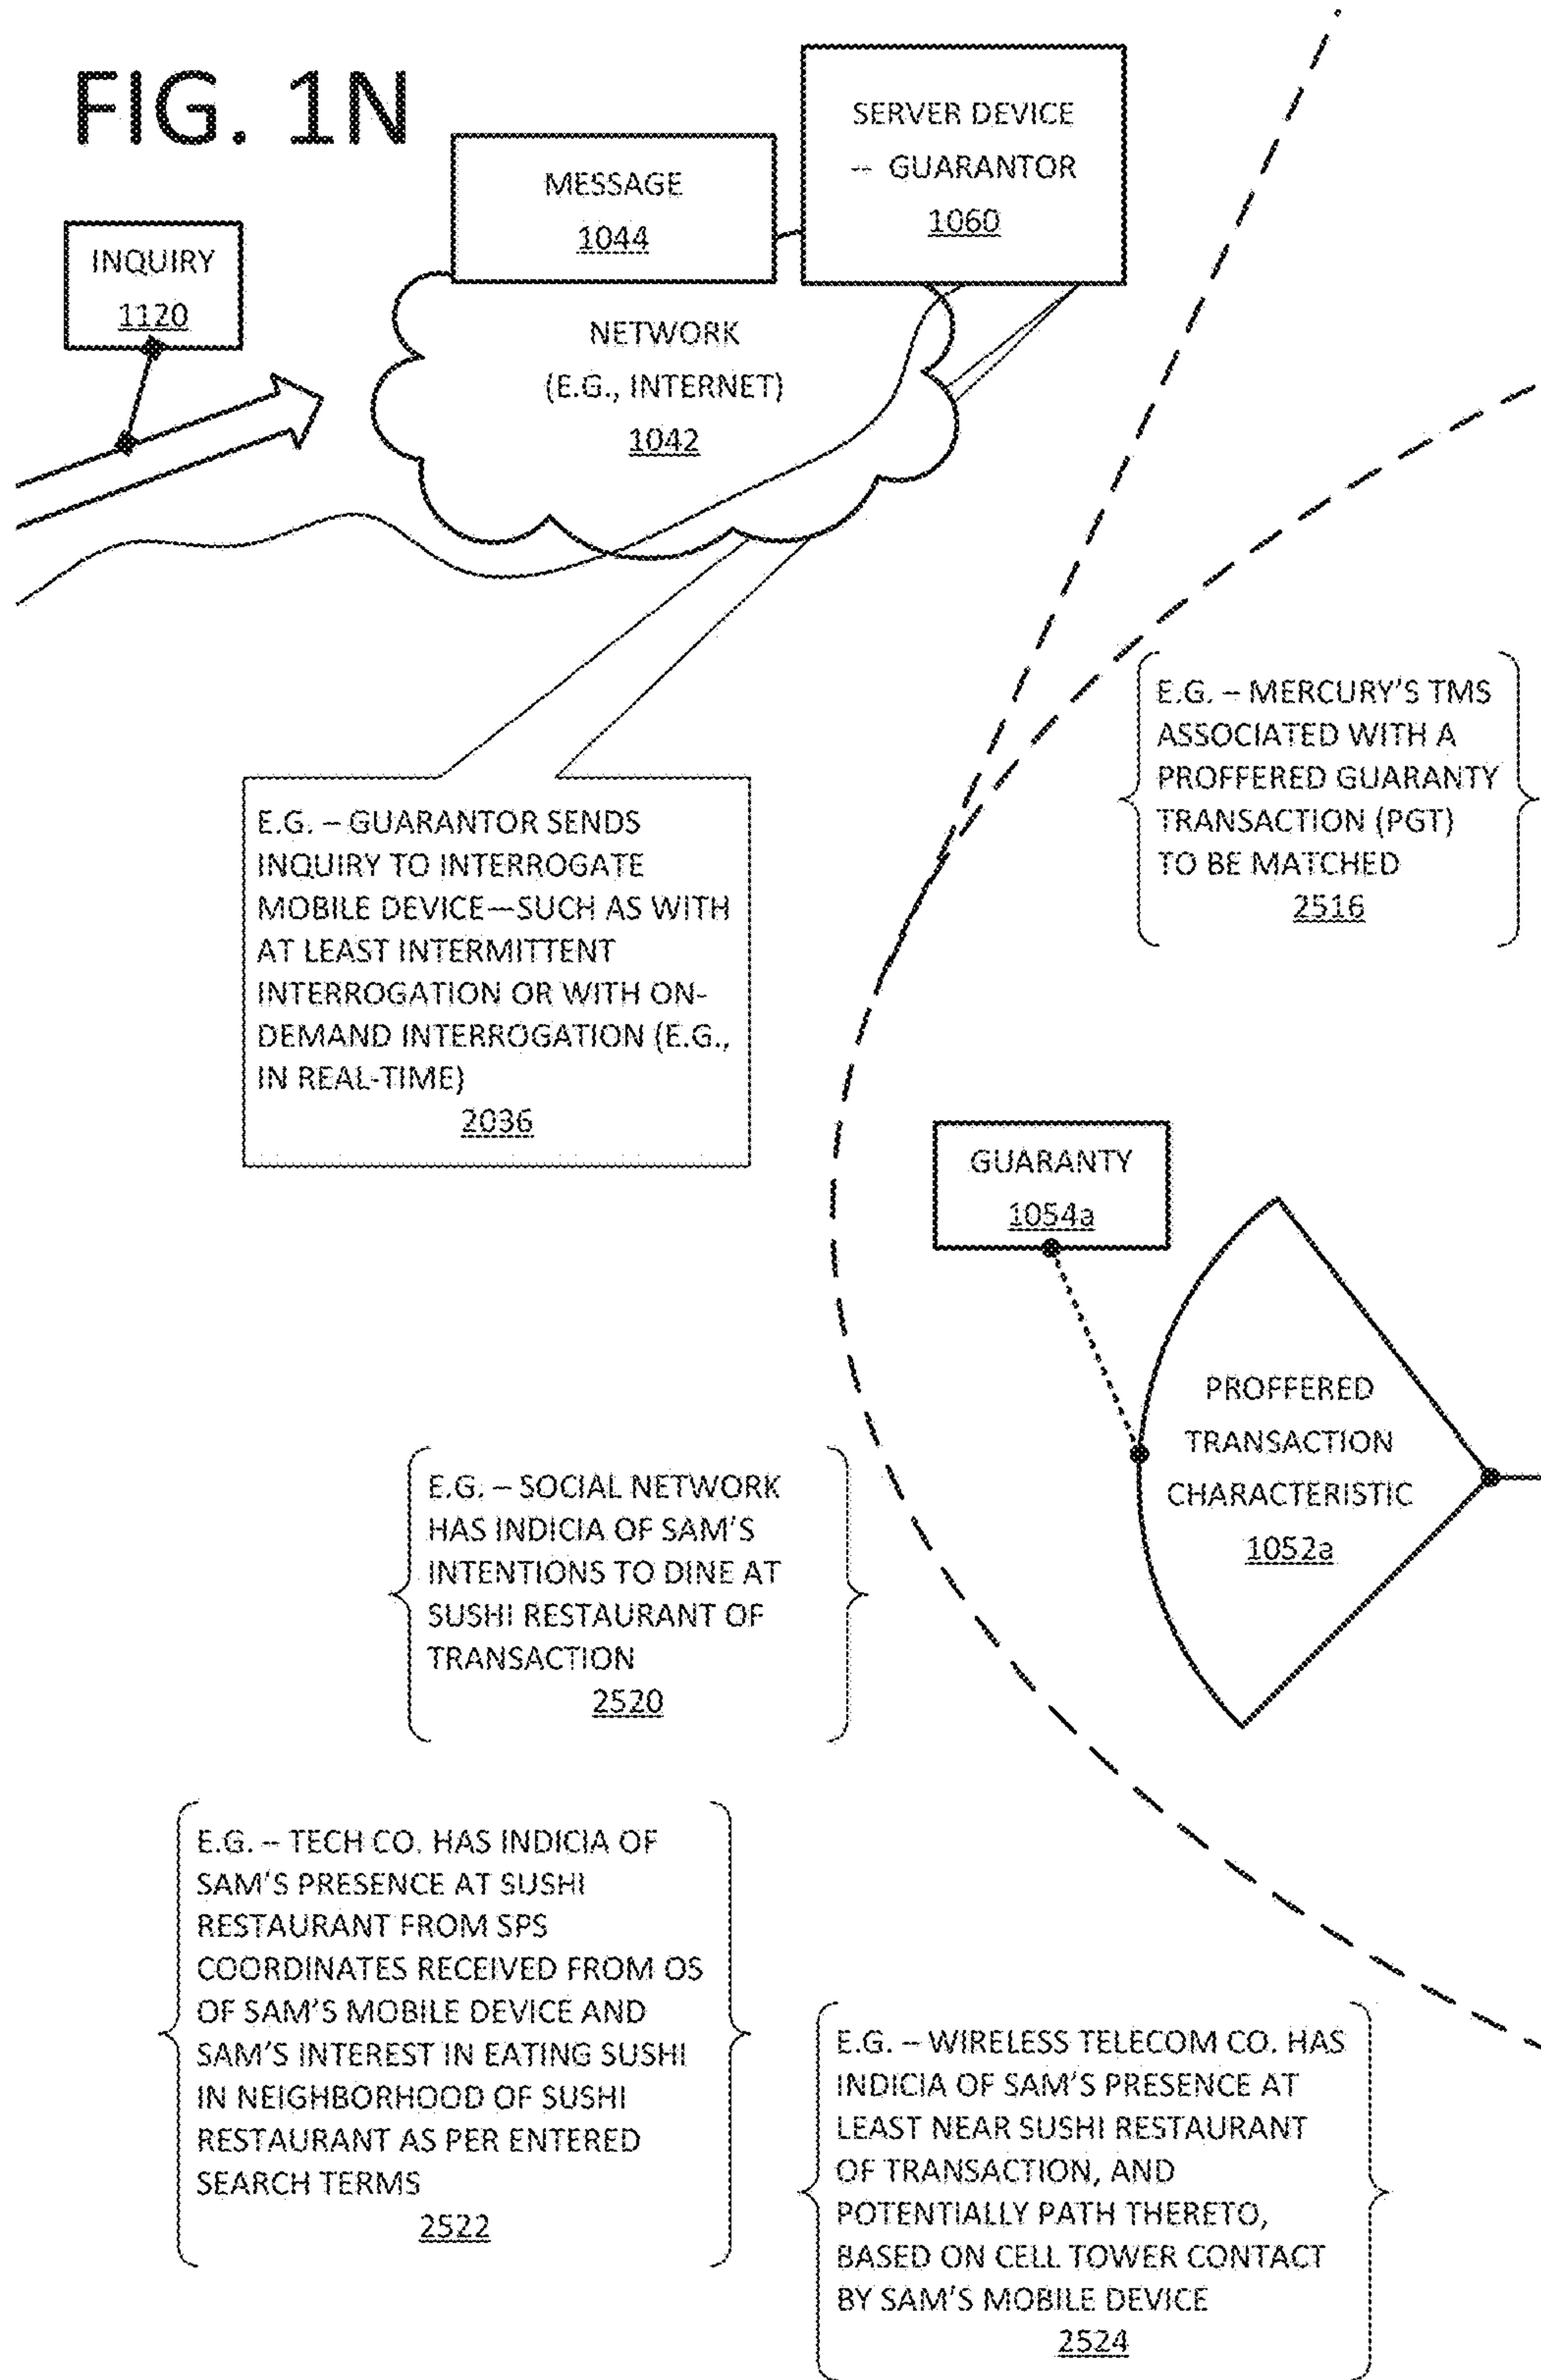 FIG. 1N
SERVER DEVICE
-- GUARANTOR
1060
MESSAGE
1044
INQUIRY
1120
NETWORK
(E.G., INTERNET)
1042
E.G. – MERCURY'S TMS
ASSOCIATED WITH A
PROFFERED GUARANTY
TRANSACTION (PGT)
TO BE MATCHED
2516
E.G. – GUARANTOR SENDS
INQUIRY TO INTERROGATE
MOBILE DEVICE—SUCH AS WITH
AT LEAST INTERMITTENT
INTERROGATION OR WITH ON-
DEMAND INTERROGATION (E.G.,
IN REAL-TIME)
2036
GUARANTY
1054a
PROFFERED
TRANSACTION
CHARACTERISTIC
1052a
E.G. – SOCIAL NETWORK
HAS INDICIA OF SAM'S
INTENTIONS TO DINE AT
SUSHI RESTAURANT OF
TRANSACTION
2520
E.G. -- TECH CO. HAS INDICIA OF
SAM'S PRESENCE AT SUSHI
RESTAURANT FROM SPS
COORDINATES RECEIVED FROM OS
OF SAM'S MOBILE DEVICE AND
SAM'S INTEREST IN EATING SUSHI
IN NEIGHBORHOOD OF SUSHI
RESTAURANT AS PER ENTERED
SEARCH TERMS
2522
E.G. – WIRELESS TELECOM CO. HAS
INDICIA OF SAM'S PRESENCE AT
LEAST NEAR SUSHI RESTAURANT
OF TRANSACTION, AND
POTENTIALLY PATH THERETO,
BASED ON CELL TOWER CONTACT
BY SAM'S MOBILE DEVICE
2524